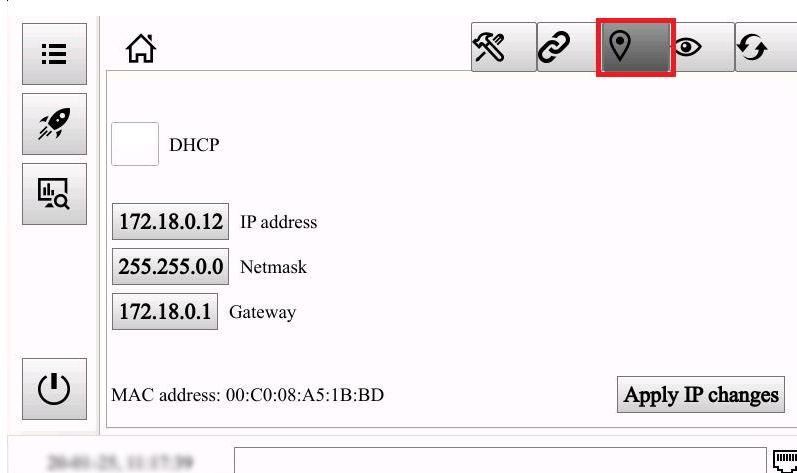 DHCP
172.18.0.12 IP address
255.255.0.0 Netmask
172.18.0.1 Gateway
MAC address: 00:C0:08:A5:1B:BD
Apply IP changes